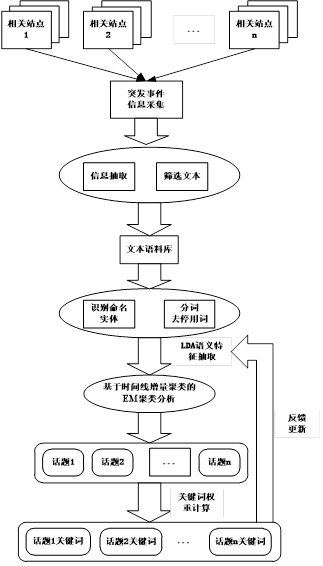 相关站点
1
相关站点
2
...
相关站点
n
突发事件
信息采集
信息抽取
筛选文本
文本语料库
识别命名
实体
分词
去停用词
LDA语义特
征抽取
基于时间线增量聚类的
EM聚类分析
反馈
更新
话题1
话题2
...
话题n
关键词权
重计算
话题1关键词
话题2关键词
...
话题n关键词